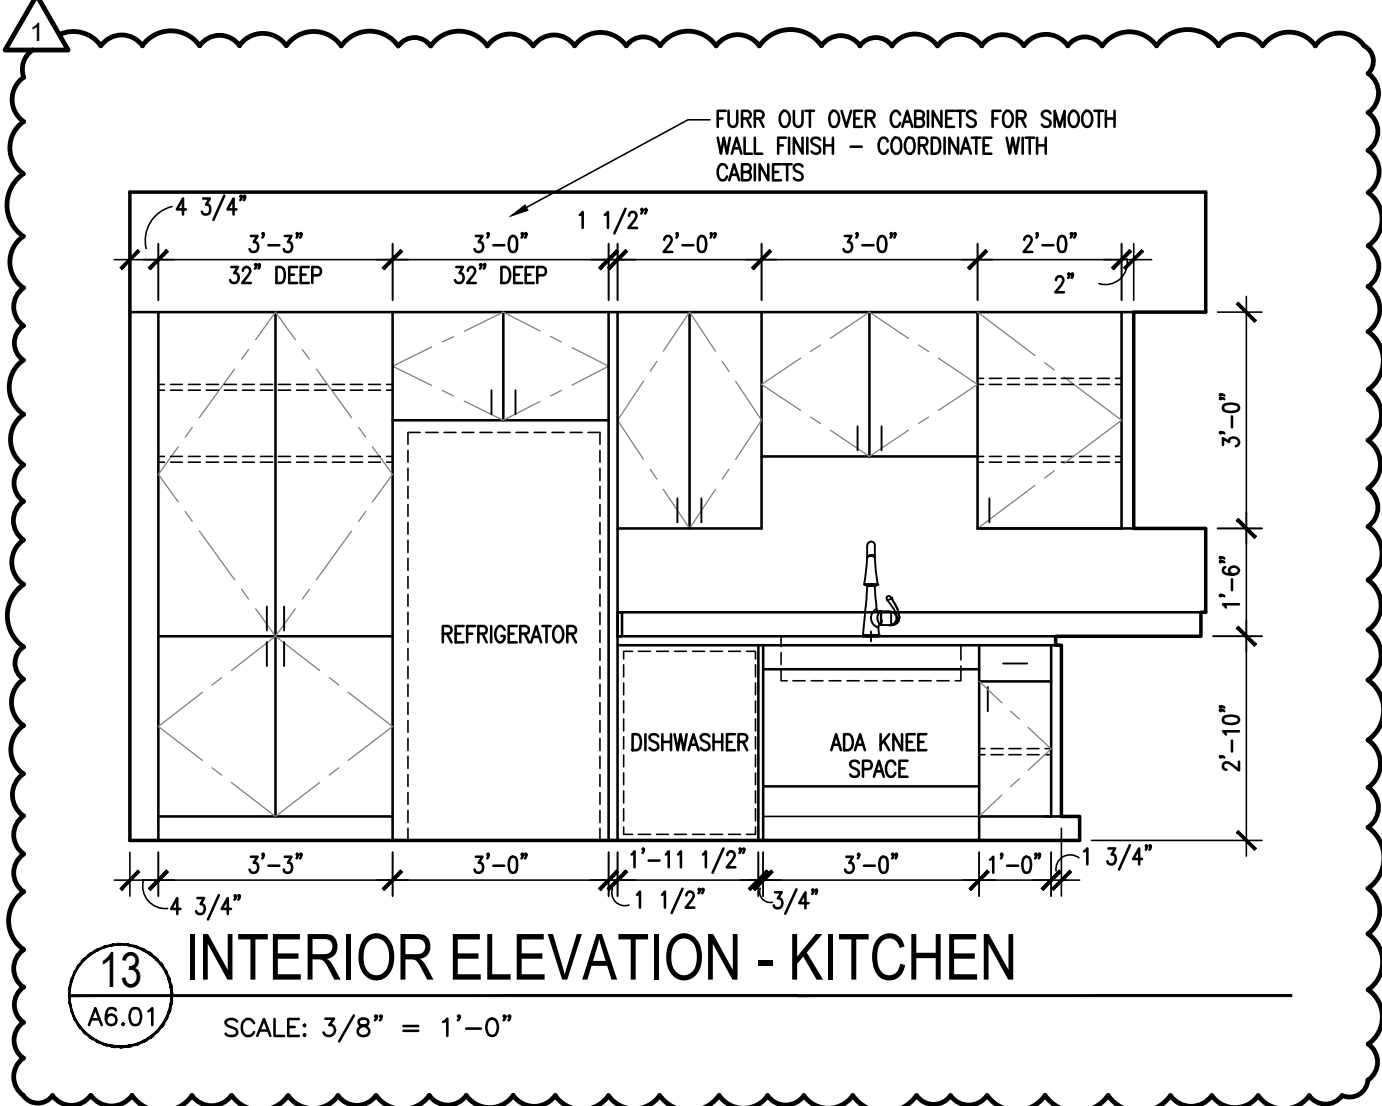 1
FURR OUT OVER CABINETS FOR SMOOTH
WALL FINISH – COORDINATE WITH
CABINETS
4 3/4"
1 1/2"
3'-3"
3'-0"
2'-0"
3'-0"
2'-0"
32" DEEP
32" DEEP
2"
3'-0"
1'-6"
REFRIGERATOR
DISHWASHER
ADA KNEE
SPACE
2'-10"
3'-3"
3'-0"
1'-11 1/2"
3'-0"
1'-0"
1 3/4"
4 3/4"
1 1/2"
3/4"
13
A6.01
INTERIOR ELEVATION - KITCHEN
SCALE: 3/8" = 1'-0"